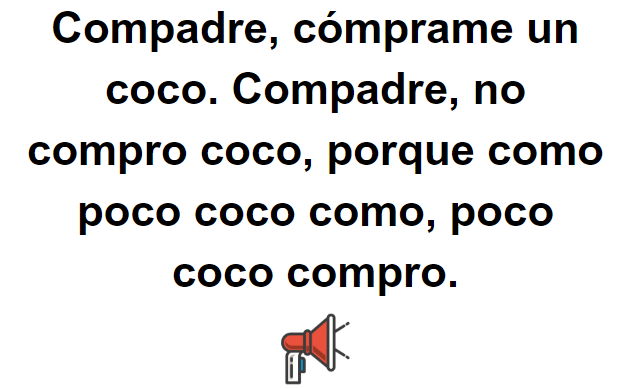 Compadre, cómprame un
coco. Compadre, no
compro coco, porque como
poco coco como, poco
coco compro.